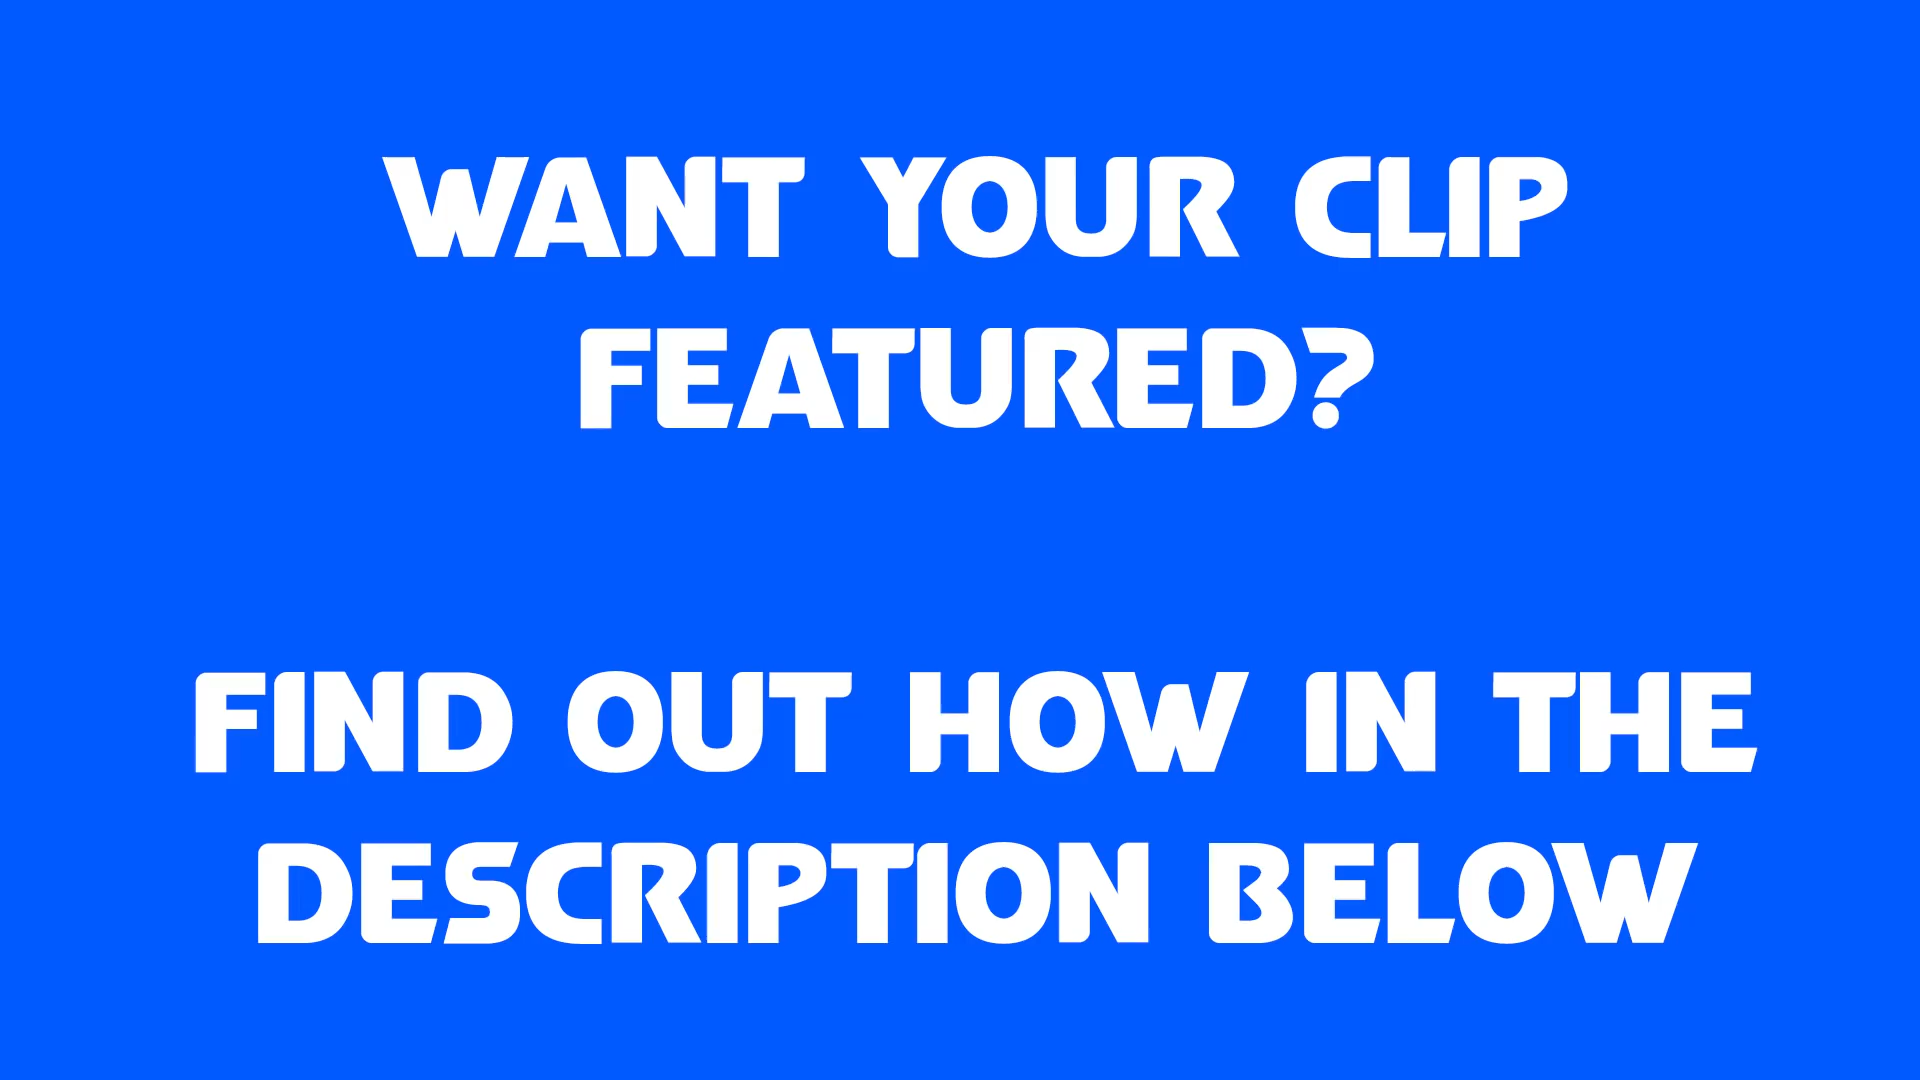 WANT YOUR CLIP
FEATURED?
FIND OUT HOW IN THE
DESCRIPTION BELOW